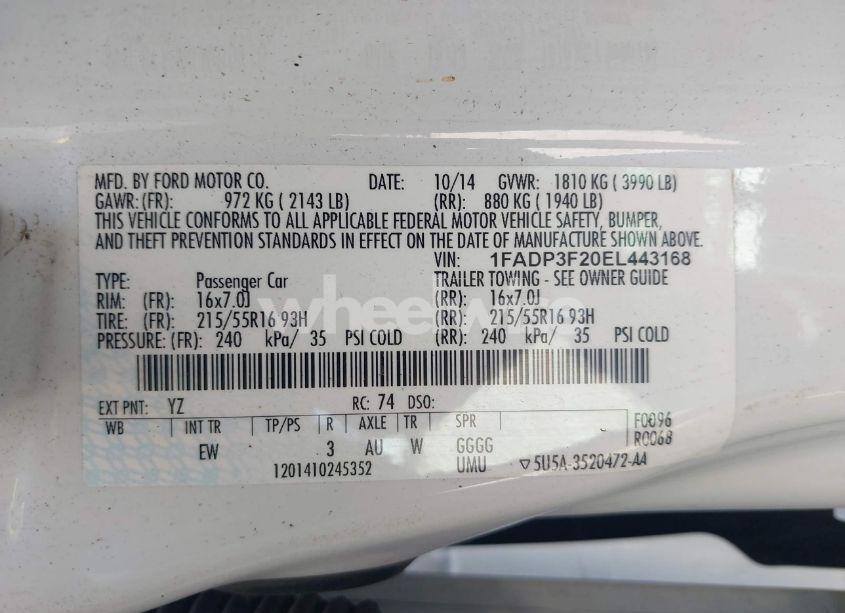 MFD. BY FORD MOTOR CO. DATE: 10/14 GVWR: 1810 KG ( 3990 LB)
GAWR: (FR): 972 KG ( 2143 LB) (RR): 880 KG ( 1940 LB)
THIS VEHICLE CONFORMS TO ALL APPLICABLE FEDERAL MOTOR VEHICLE SAFETY, BUMPER,
AND THEFT PREVENTION STANDARDS IN EFFECT ON THE DATE OF MANUFACTURE SHOWN ABOVE.
VIN: 1FADP3F20EL443168
TYPE: Passenger Car TRAILER TOWING - SEE OWNER GUIDE
RIM: (FR): 16x7.0J (RR): 16x7.0J
TIRE: (FR): 215/55R16 93H (RR): 215/55R16 93H
PRESSURE: (FR): 240 kPa/ 35 PSI COLD (RR): 240 kPa/ 35 PSI COLD
wheelwire
EXT PNT: YZ RC: 74 DSO:
WB INT TR TP/PS R AXLE TR SPR F0096
EW 3 AU W GGGG R0068
1201410245352 UMU ▽5U5A-3520472-AA